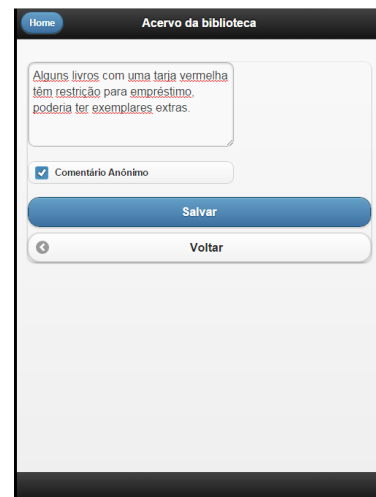 Home
Acervo da biblioteca
Alguns livros com uma tarja vermelha
têm restrição para empréstimo,
poderia ter exemplares extras.
Comentário Anônimo
Salvar
Voltar